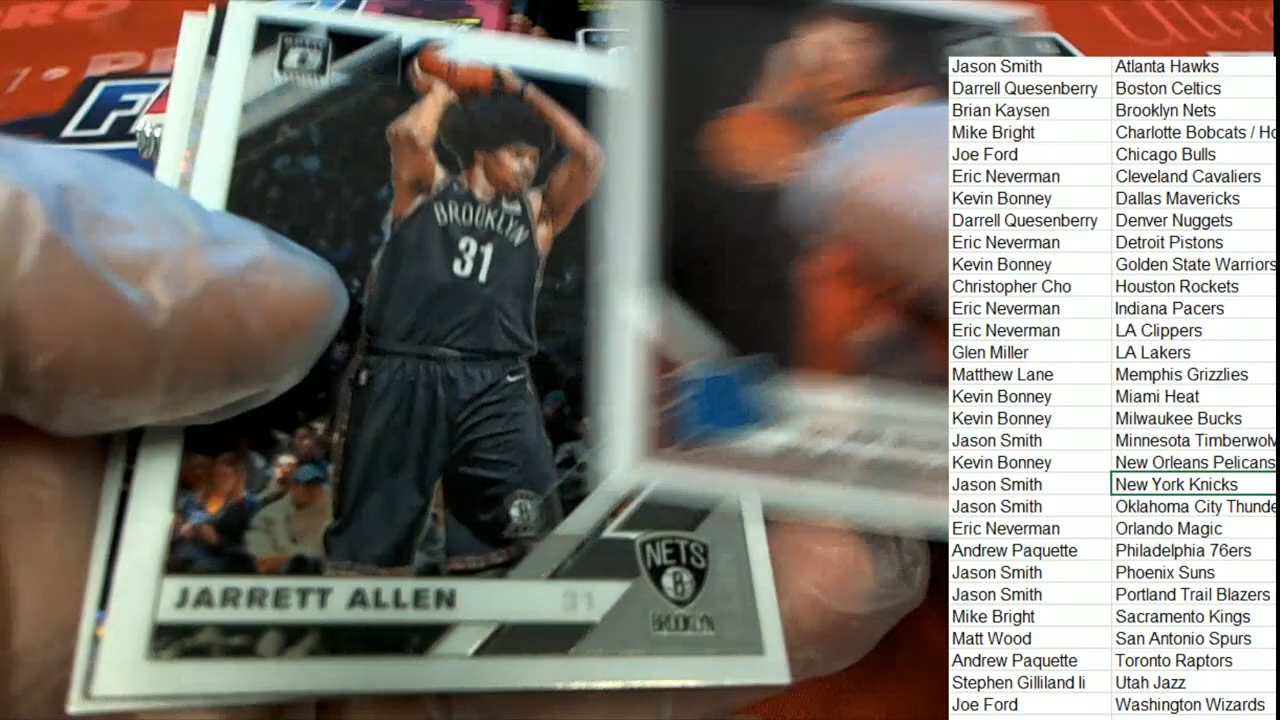 BROOKLYN
31
JARRETT ALLEN 31
NETS
B
BROOKLYN
Jason Smith Atlanta Hawks
Darrell Quesenberry Boston Celtics
Brian Kaysen Brooklyn Nets
Mike Bright Charlotte Bobcats / Ho
Joe Ford Chicago Bulls
Eric Neverman Cleveland Cavaliers
Kevin Bonney Dallas Mavericks
Darrell Quesenberry Denver Nuggets
Eric Neverman Detroit Pistons
Kevin Bonney Golden State Warriors
Christopher Cho Houston Rockets
Eric Neverman Indiana Pacers
Eric Neverman LA Clippers
Glen Miller LA Lakers
Matthew Lane Memphis Grizzlies
Kevin Bonney Miami Heat
Kevin Bonney Milwaukee Bucks
Jason Smith Minnesota Timberwolv
Kevin Bonney New Orleans Pelicans
Jason Smith New York Knicks
Jason Smith Oklahoma City Thunde
Eric Neverman Orlando Magic
Andrew Paquette Philadelphia 76ers
Jason Smith Phoenix Suns
Jason Smith Portland Trail Blazers
Mike Bright Sacramento Kings
Matt Wood San Antonio Spurs
Andrew Paquette Toronto Raptors
Stephen Gilliland Ii Utah Jazz
Joe Ford Washington Wizards